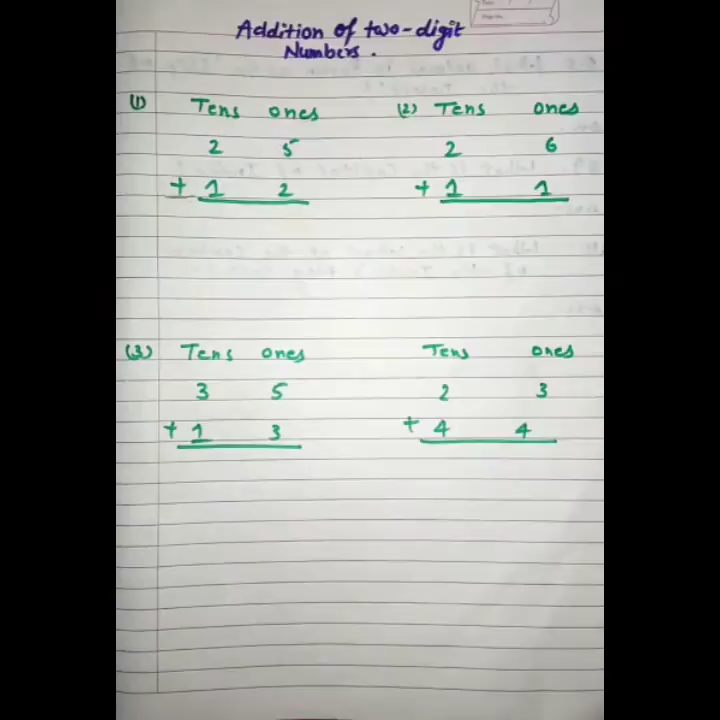 Addition of two-digit
Numbers.
(1) Tens ones (2) Tens ones
2 5 2 6
+ 1 2 + 1 1
(3) Tens ones Tens ones
3 5 2 3
+ 1 3 + 4 4